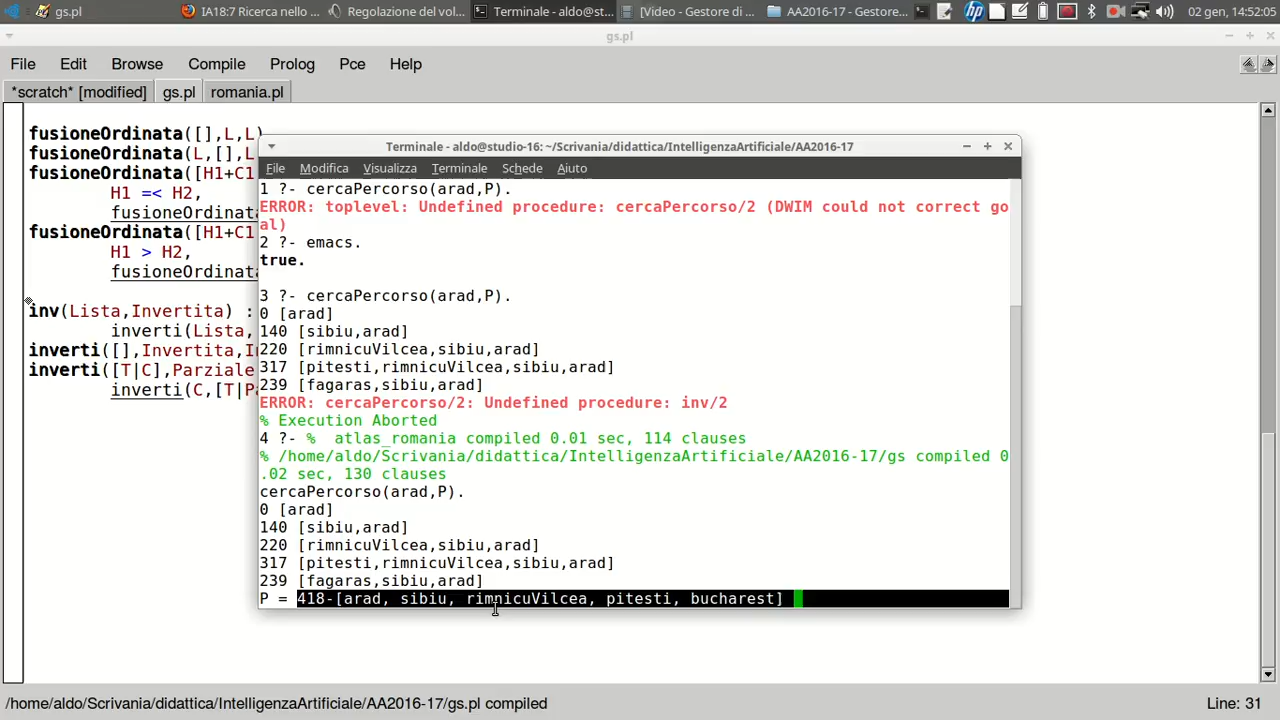 gs.pl
IA18:7 Ricerca nello ...
Regolazione del vol...
Terminale - aldo@st...
[Video - Gestore di ...
AA2016-17 - Gestore...
02 gen, 14:52:05
gs.pl
File Edit Browse Compile Prolog Pce Help
*scratch* [modified] gs.pl romania.pl
fusioneOrdinata([],L,L)
fusioneOrdinata(L,[],L
fusioneOrdinata([H1+C1
H1 =< H2,
fusioneOrdinata
fusioneOrdinata([H1+C1
H1 > H2,
fusioneOrdinata
inv(Lista,Invertita) :
inverti(Lista,
inverti([],Invertita,I
inverti([T|C],Parziale
inverti(C,[T|P
Terminale - aldo@studio-16: ~/Scrivania/didattica/IntelligenzaArtificiale/AA2016-17
File Modifica Visualizza Terminale Schede Aiuto
1 ?- cercaPercorso(arad,P).
ERROR: toplevel: Undefined procedure: cercaPercorso/2 (DWIM could not correct go
al)
2 ?- emacs.
true.
3 ?- cercaPercorso(arad,P).
0 [arad]
140 [sibiu,arad]
220 [rimnicuVilcea,sibiu,arad]
317 [pitesti,rimnicuVilcea,sibiu,arad]
239 [fagaras,sibiu,arad]
ERROR: cercaPercorso/2: Undefined procedure: inv/2
% Execution Aborted
4 ?- %  atlas_romania compiled 0.01 sec, 114 clauses
% /home/aldo/Scrivania/didattica/IntelligenzaArtificiale/AA2016-17/gs compiled 0
.02 sec, 130 clauses
cercaPercorso(arad,P).
0 [arad]
140 [sibiu,arad]
220 [rimnicuVilcea,sibiu,arad]
317 [pitesti,rimnicuVilcea,sibiu,arad]
239 [fagaras,sibiu,arad]
P = 418-[arad, sibiu, rimnicuVilcea, pitesti, bucharest]
/home/aldo/Scrivania/didattica/IntelligenzaArtificiale/AA2016-17/gs.pl compiled
Line: 31